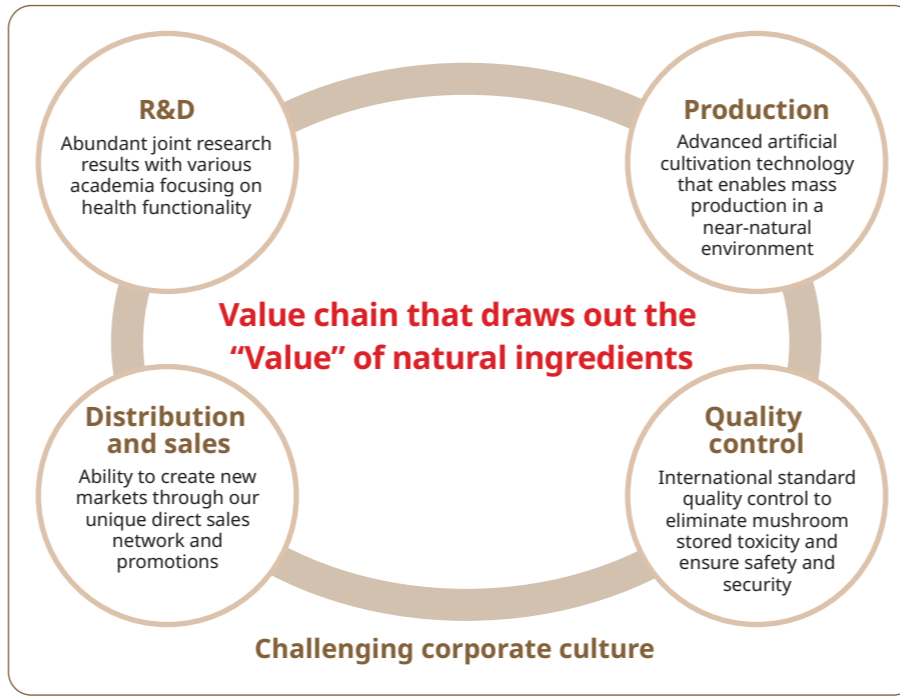 R&D
Abundant joint research
results with various
academia focusing on
health functionality
Production
Advanced artificial
cultivation technology
that enables mass
production in a
near-natural
environment
Value chain that draws out the
“Value” of natural ingredients
Distribution
and sales
Ability to create new
markets through our
unique direct sales
network and
promotions
Quality
control
International standard
quality control to
eliminate mushroom
stored toxicity and
ensure safety and
security
Challenging corporate culture